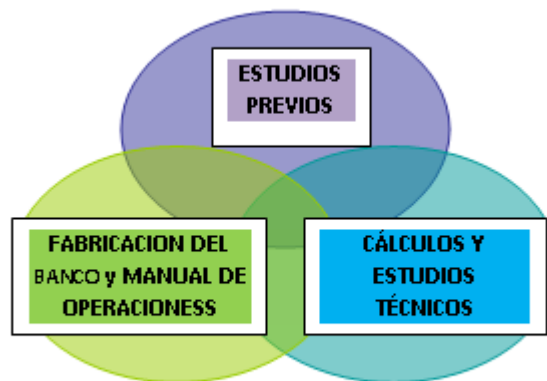 ESTUDIOS
PREVIOS
FABRICACION DEL
BANCO y MANUAL DE
OPERACIONESS
CÁLCULOS Y
ESTUDIOS
TÉCNICOS